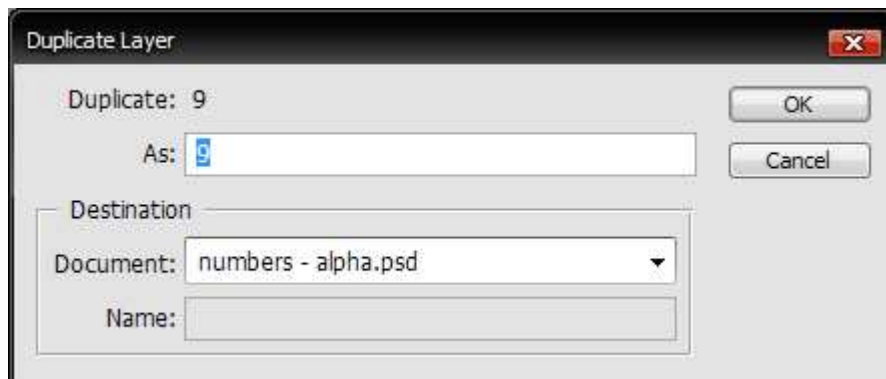 Duplicate Layer
Duplicate: 9
OK
As: 9
Cancel
Destination
Document: numbers - alpha.psd
Name: